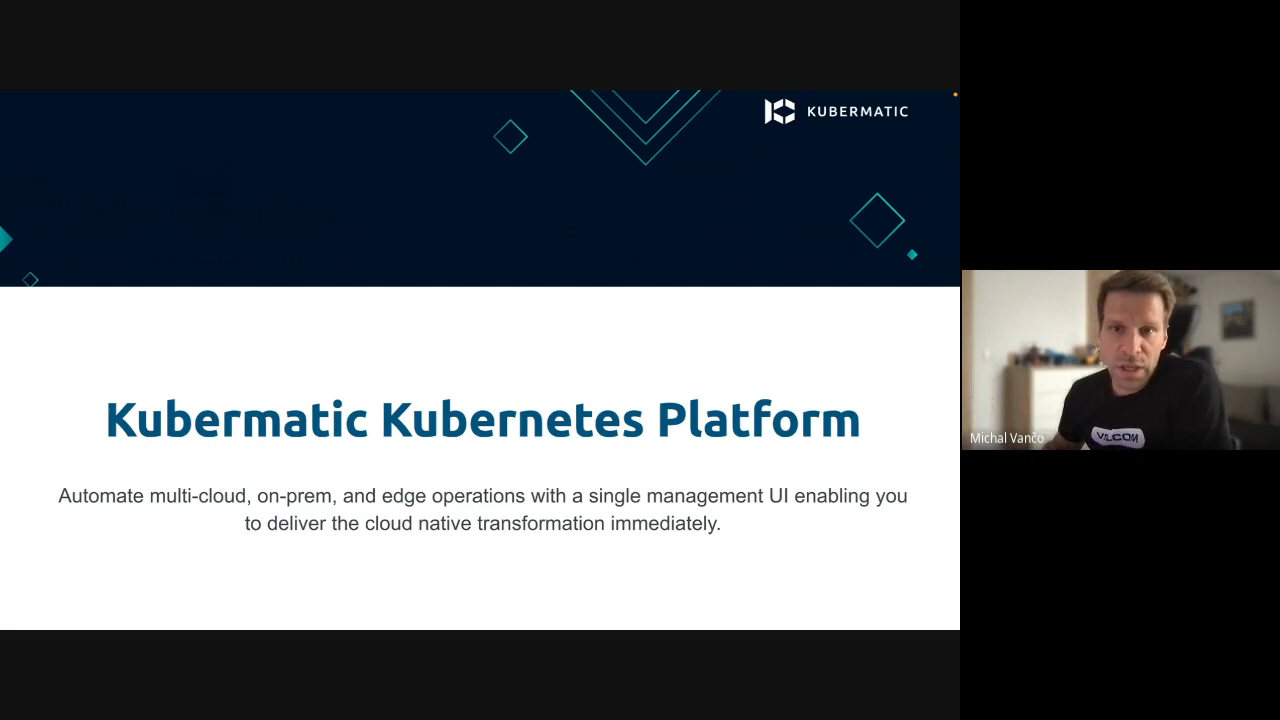 KUBERMATIC
Kubermatic Kubernetes Platform
Automate multi-cloud, on-prem, and edge operations with a single management UI enabling you
to deliver the cloud native transformation immediately.
Michal Vančo